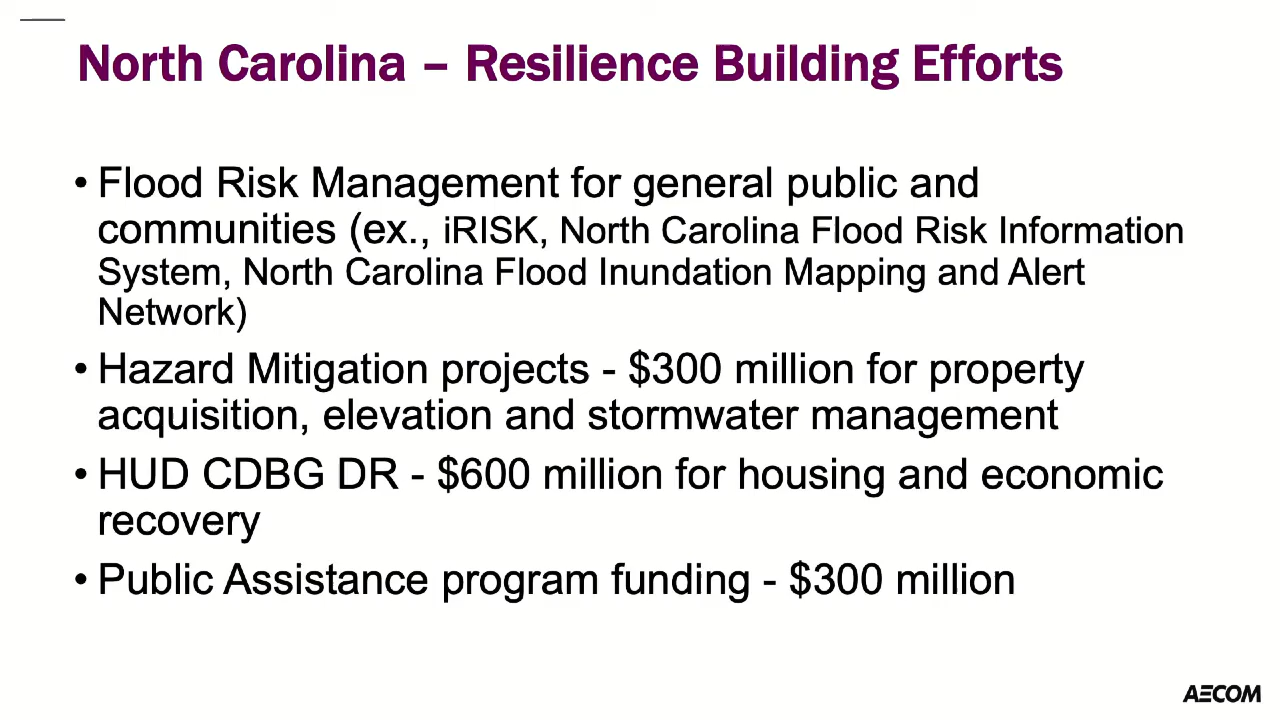 North Carolina – Resilience Building Efforts
• Flood Risk Management for general public and
communities (ex., iRISK, North Carolina Flood Risk Information
System, North Carolina Flood Inundation Mapping and Alert
Network)
• Hazard Mitigation projects - $300 million for property
acquisition, elevation and stormwater management
• HUD CDBG DR - $600 million for housing and economic
recovery
• Public Assistance program funding - $300 million
AECOM